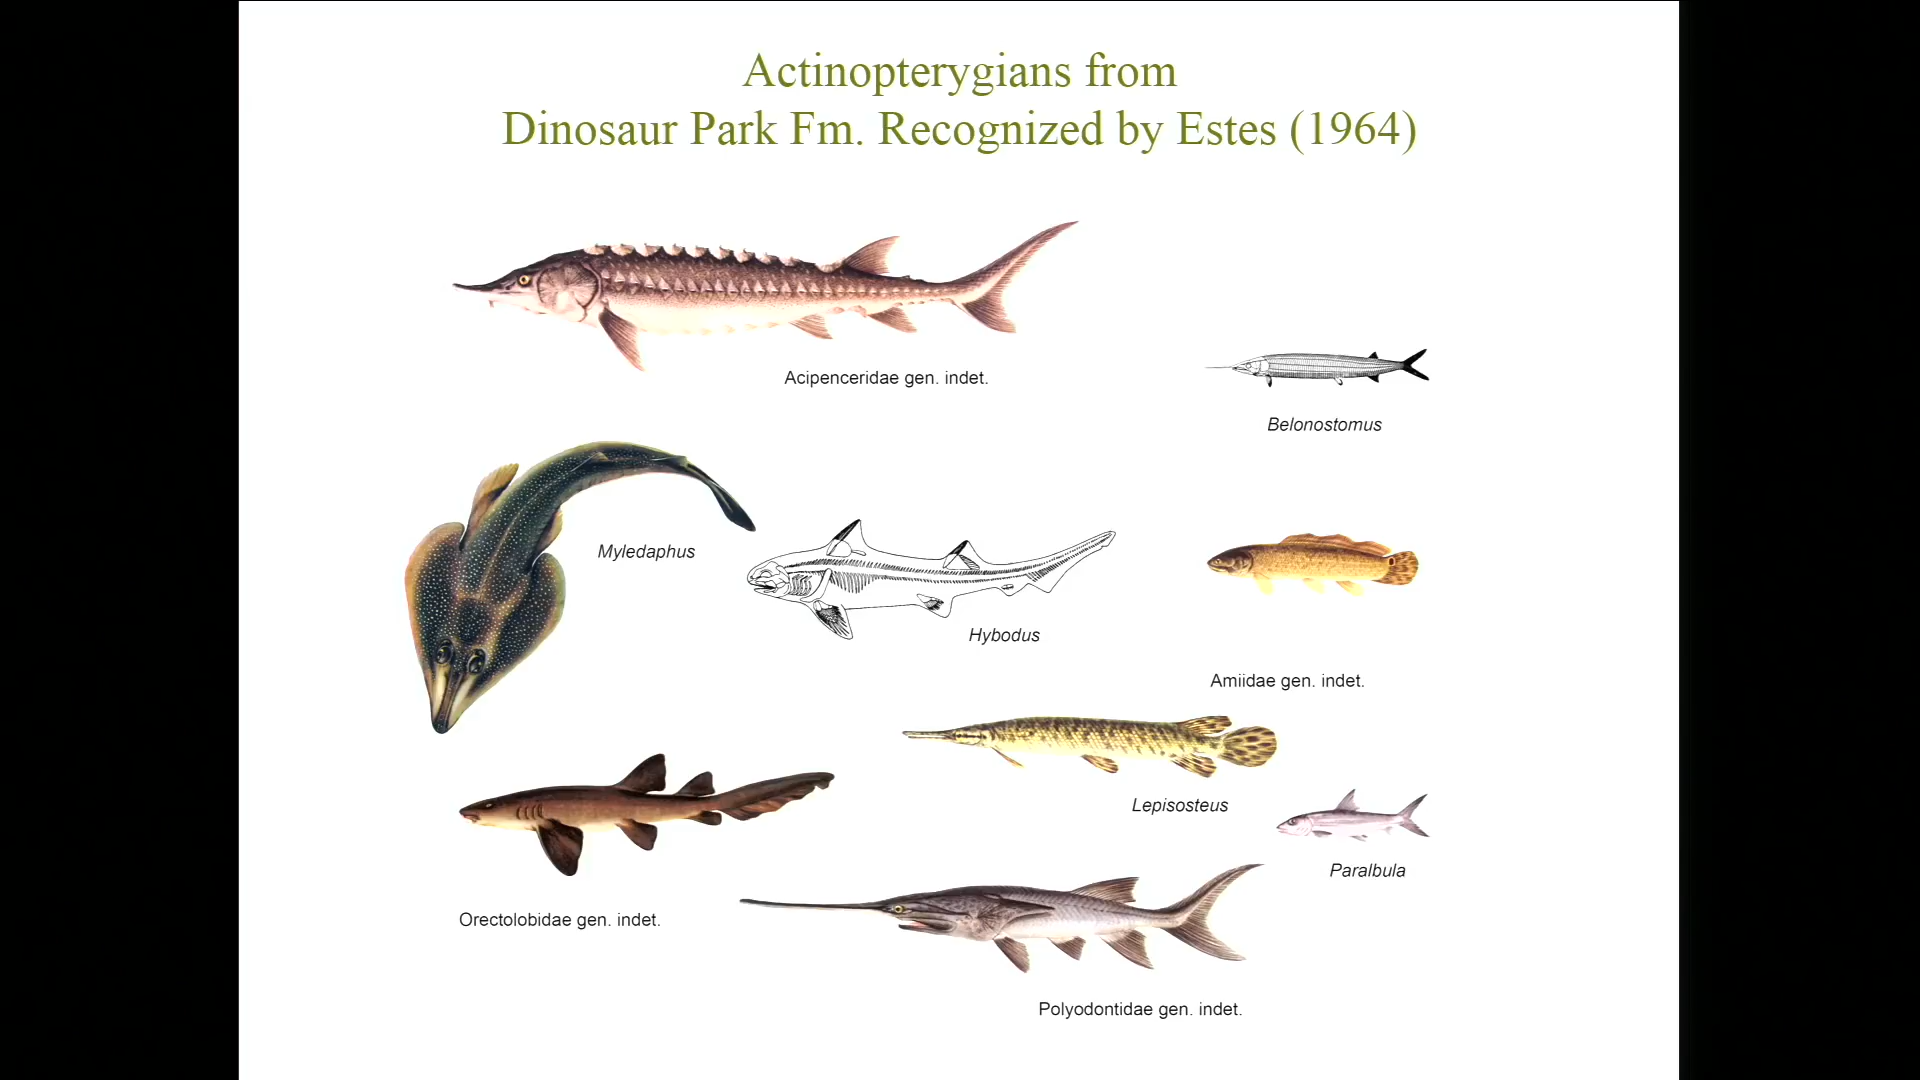 Actinopterygians from
Dinosaur Park Fm. Recognized by Estes (1964)
Acipenceridae gen. indet.
Belonostomus
Myledaphus
Hybodus
Amiidae gen. indet.
Lepisosteus
Paralbula
Orectolobidae gen. indet.
Polyodontidae gen. indet.